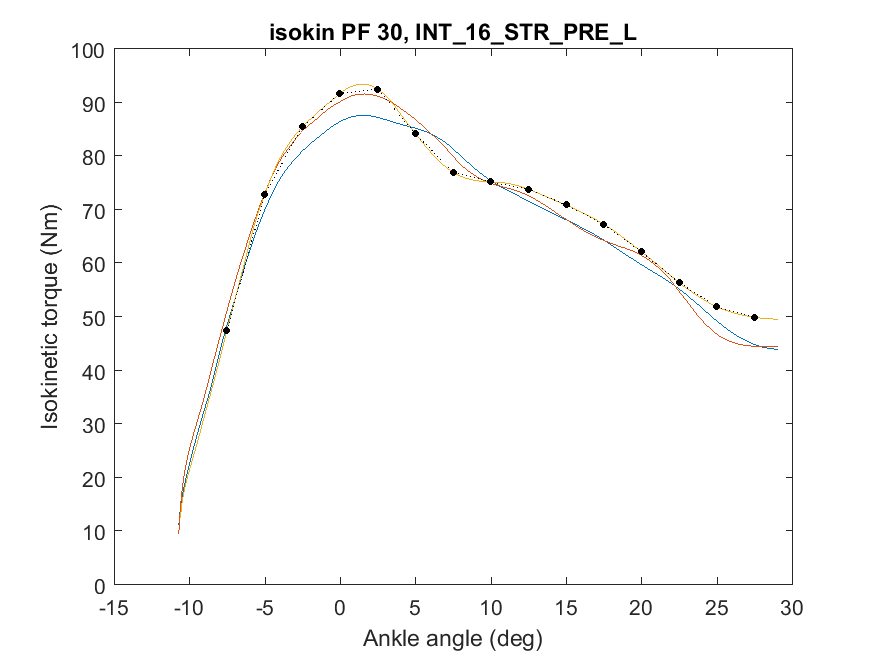 isokin PF 30, INT_16_STR_PRE_L
100
90
80
70
60
50
40
30
20
10
0
Isokinetic torque (Nm)
-15 -10 -5 0 5 10 15 20 25 30
Ankle angle (deg)